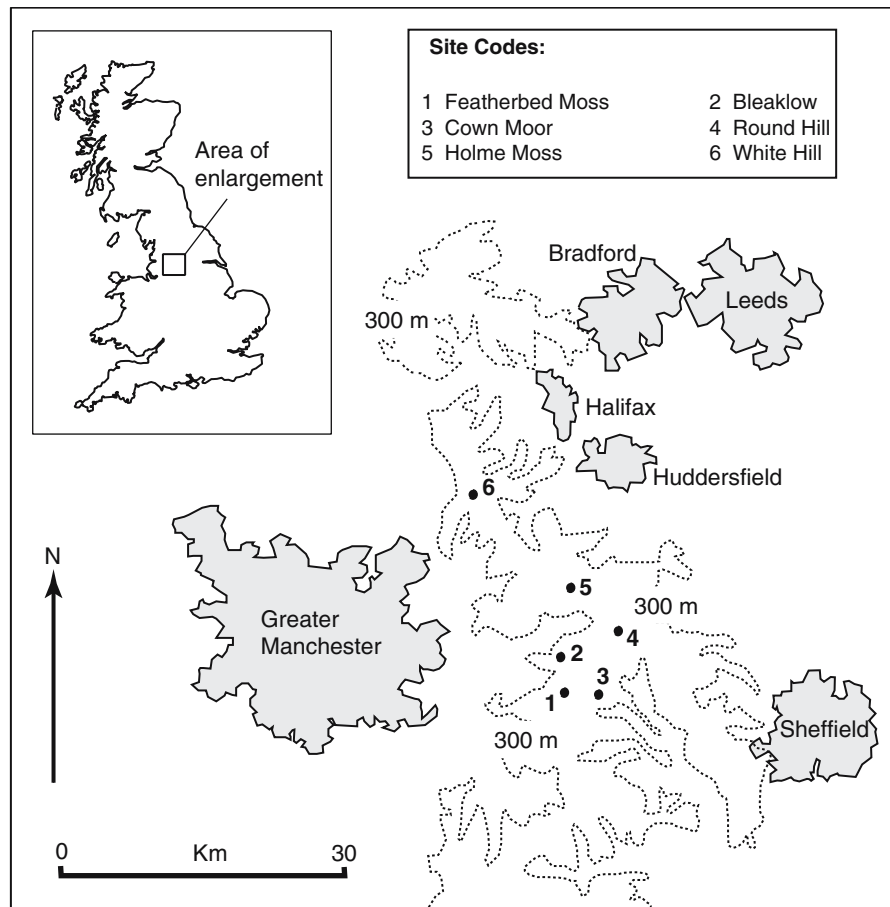 Site Codes:
1 Featherbed Moss 2 Bleaklow
3 Cown Moor 4 Round Hill
5 Holme Moss 6 White Hill
Area of
enlargement
Bradford
Leeds
300 m
Halifax
Huddersfield
6
N
5
Greater
Manchester
300 m
4
2
3
1
Sheffield
300 m
0 Km 30